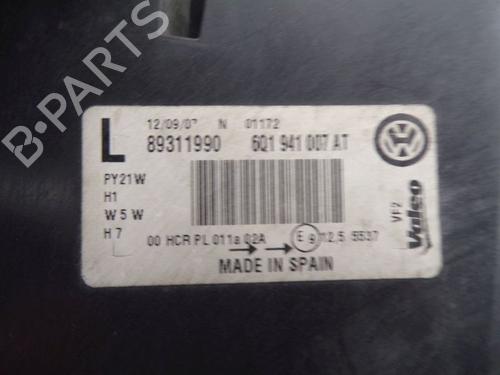 12/09/07 N 01172
L 89311990 6Q1 941 007 AT
PY21W
H1
W5W
H7
00 HCR PL 011a 02A E9 12,5 5537
MADE IN SPAIN
VF2
Valeo
B-PARTS